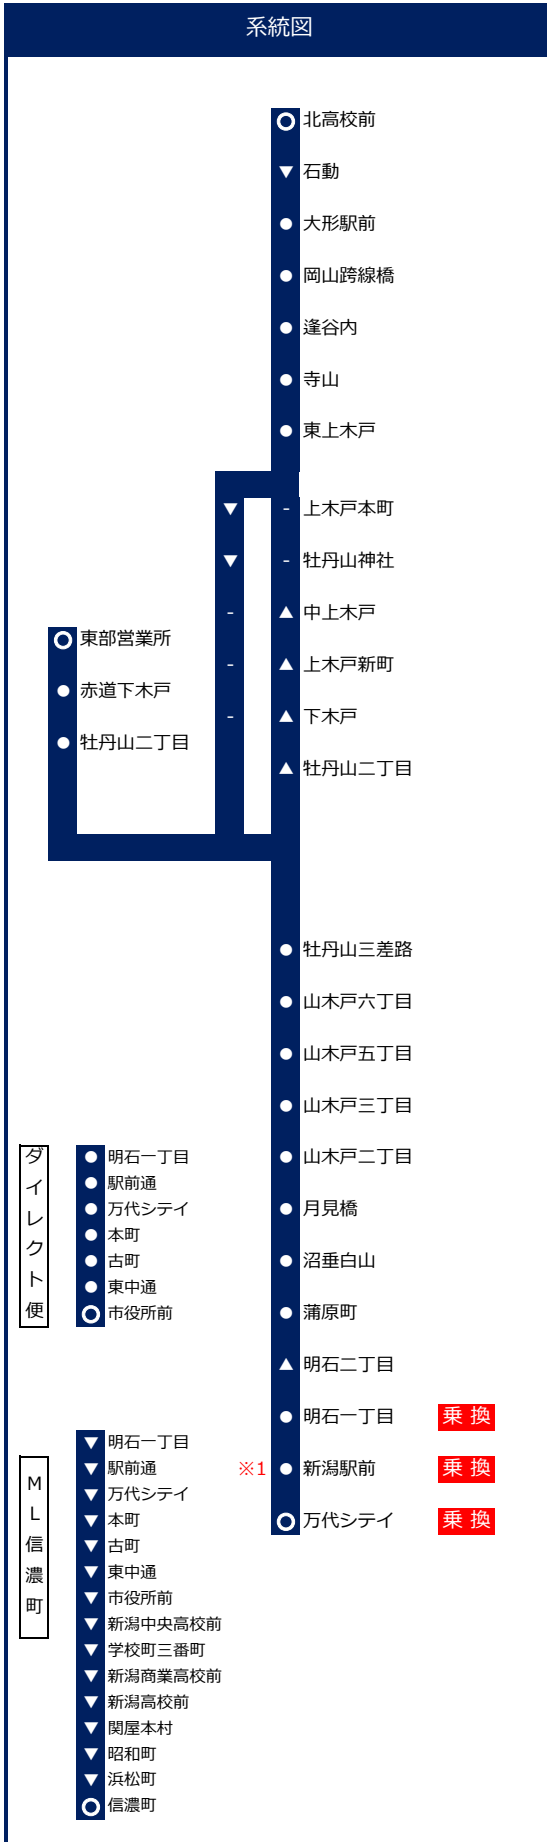 系統図
北高校前
石動
大形駅前
岡山跨線橋
逢谷内
寺山
東上木戸
上木戸本町
牡丹山神社
中上木戸
上木戸新町
下木戸
牡丹山二丁目
東部営業所
赤道下木戸
牡丹山二丁目
牡丹山三差路
山木戸六丁目
山木戸五丁目
山木戸三丁目
山木戸二丁目
月見橋
沼垂白山
蒲原町
明石二丁目
明石一丁目 乗換
※1 新潟駅前 乗換
万代シテイ 乗換
ダイレクト便
明石一丁目
駅前通
万代シテイ
本町
古町
東中通
市役所前
ML信濃町
明石一丁目
駅前通
万代シテイ
本町
古町
東中通
市役所前
新潟中央高校前
学校町三番町
新潟商業高校前
新潟高校前
関屋本村
昭和町
浜松町
信濃町